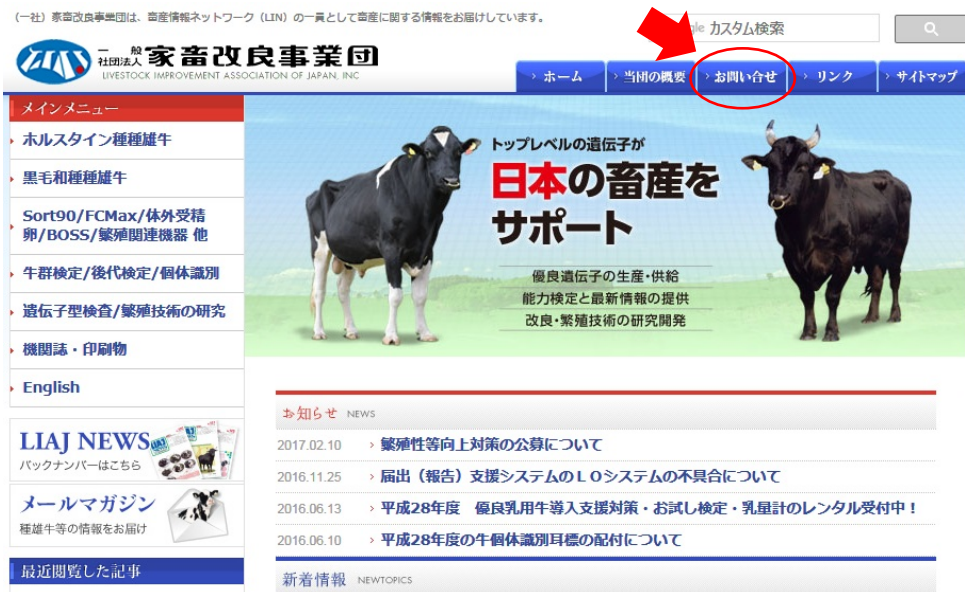 (一社)家畜改良事業団は、畜産情報ネットワーク(LIN)の一員として畜産に関する情報をお届けしています。
カスタム検索
LIAJ 一般社団法人 家畜改良事業団
LIVESTOCK IMPROVEMENT ASSOCIATION OF JAPAN, INC
ホーム 当団の概要 お問い合せ リンク サイトマップ
メインメニュー
ホルスタイン種種雄牛
黒毛和種種雄牛
Sort90/FCMax/体外受精
卵/BOSS/繁殖関連機器 他
牛群検定/後代検定/個体識別
遺伝子型検査/繁殖技術の研究
機関誌・印刷物
English
LIAJ NEWS
バックナンバーはこちら
メールマガジン
種雄牛等の情報をお届け
最近閲覧した記事
トップレベルの遺伝子が
日本の畜産を
サポート
優良遺伝子の生産・供給
能力検定と最新情報の提供
改良・繁殖技術の研究開発
お知らせ NEWS
2017.02.10 繁殖性等向上対策の公募について
2016.11.25 届出(報告)支援システムのLOシステムの不具合について
2016.06.13 平成28年度 優良乳用牛導入支援対策・お試し検定・乳量計のレンタル受付中!
2016.06.10 平成28年度の牛個体識別耳標の配付について
新着情報 NEWTOPICS